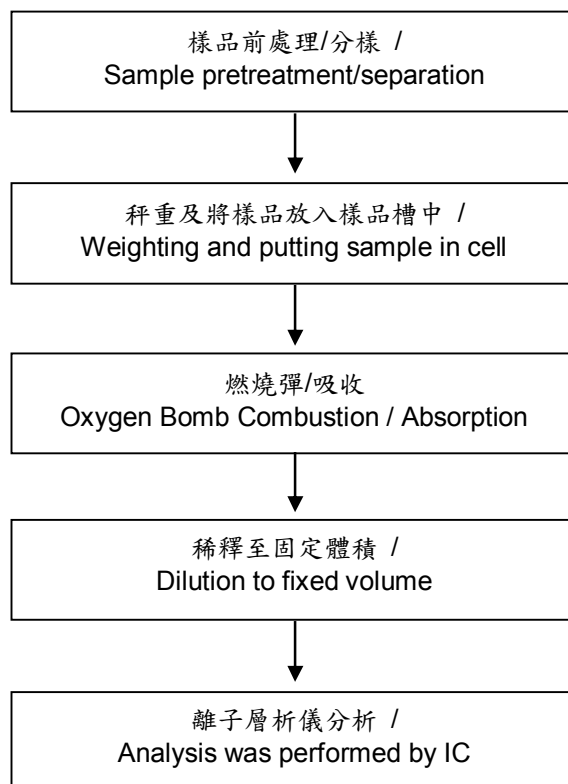 樣品前處理/分樣 /
Sample pretreatment/separation
秤重及將樣品放入樣品槽中 /
Weighting and putting sample in cell
燃燒彈/吸收
Oxygen Bomb Combustion / Absorption
稀釋至固定體積 /
Dilution to fixed volume
離子層析儀分析 /
Analysis was performed by IC